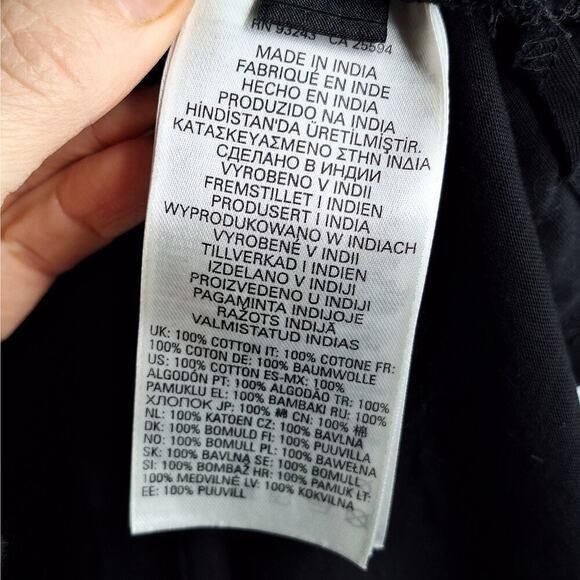 RN 93243 CA 25594
MADE IN INDIA
FABRIQUÉ EN INDE
HECHO EN INDIA
PRODUZIDO NA INDIA
HİNDİSTAN'DA ÜRETİLMİŞTİR.
ΚΑΤΑΣΚΕΥΑΣΜΕΝΟ ΣΤΗΝ ΙΝΔΙΑ
СДЕЛАНО В ИНДИИ
VYROBENO V INDII
FREMSTILLET I INDIEN
PRODUSERT I INDIA
WYPRODUKOWANO W INDIACH
VYROBENÉ V INDII
TILLVERKAD I INDIEN
IZDELANO V INDIJI
PROIZVEDENO U INDIJI
PAGAMINTA INDIJOJE
RAŽOTS INDIJĀ
VALMISTATUD INDIAS
UK: 100% COTTON IT: 100% COTONE FR:
100% COTON DE: 100% BAUMWOLLE
US: 100% COTTON ES-MX: 100%
ALGODÓN PT: 100% ALGODÃO TR: 100%
PAMUKLU EL: 100% ΒΑΜΒΑΚΙ RU: 100%
ХЛОПОК JP: 100% 綿 CN: 100% 棉
NL: 100% KATOEN CZ: 100% BAVLNA
DK: 100% BOMULD FI: 100% PUUVILLA
NO: 100% BOMULL PL: 100% BAWEŁNA
SK: 100% BAVLNA SE: 100% BOMULL
SI: 100% BOMBAŽ HR: 100% PAMUK LT:
100% MEDVILNĖ LV: 100% KOKVILNA
EE: 100% PUUVILL